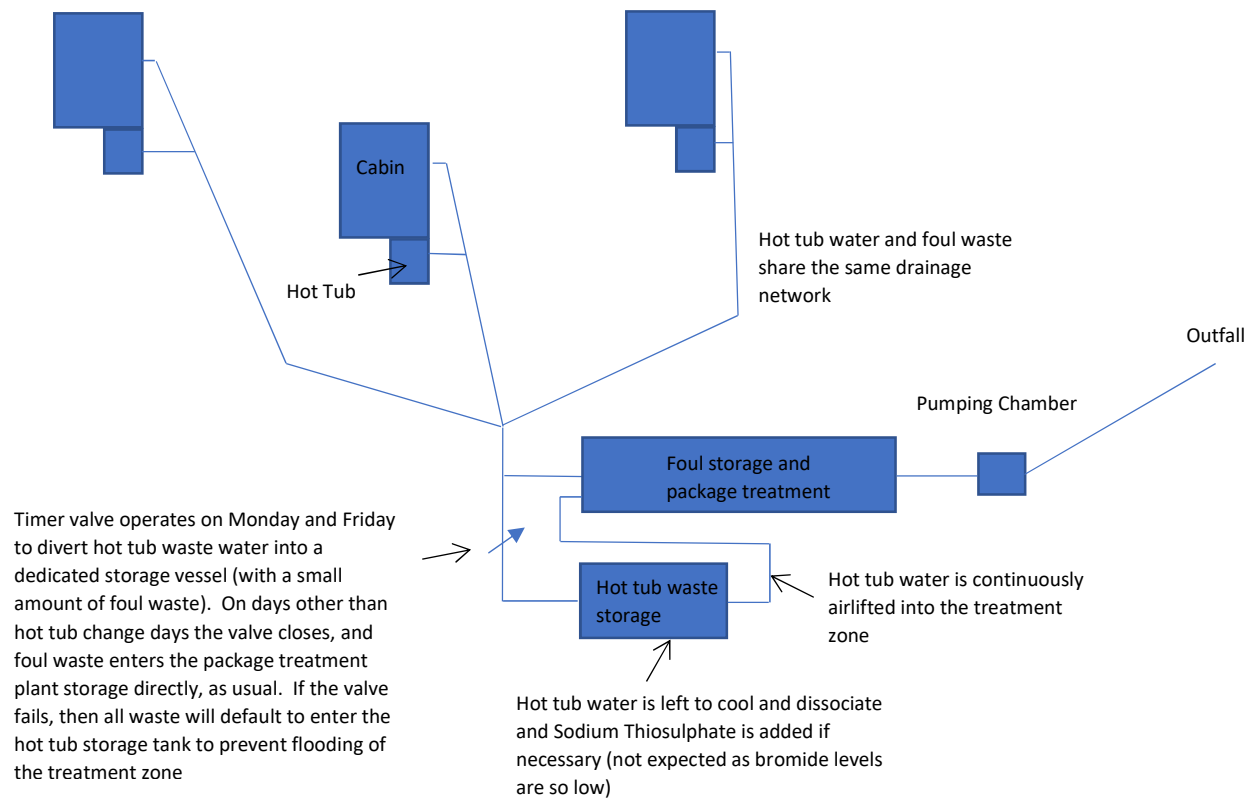 Cabin
Hot Tub
Hot tub water and foul waste
share the same drainage
network
Outfall
Pumping Chamber
Foul storage and
package treatment
Timer valve operates on Monday and Friday
to divert hot tub waste water into a
dedicated storage vessel (with a small
amount of foul waste).  On days other than
hot tub change days the valve closes, and
foul waste enters the package treatment
plant storage directly, as usual.  If the valve
fails, then all waste will default to enter the
hot tub storage tank to prevent flooding of
the treatment zone
Hot tub waste
storage
Hot tub water is continuously
airlifted into the treatment
zone
Hot tub water is left to cool and dissociate
and Sodium Thiosulphate is added if
necessary (not expected as bromide levels
are so low)